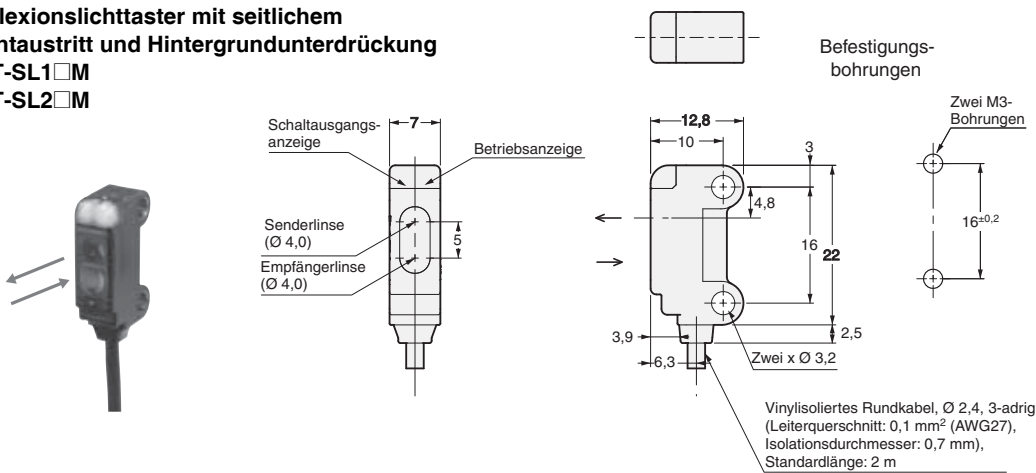 lexionslichttaster mit seitlichem
ntaustritt und Hintergrundunterdrückung
T-SL1□M
T-SL2□M
Befestigungs-
bohrungen
Zwei M3-
Bohrungen
Schaltausgangs-
anzeige
7
Betriebsanzeige
12,8
10
3
4,8
16±0,2
Senderlinse
(Ø 4,0)
5
16
22
Empfängerlinse
(Ø 4,0)
3,9
2,5
6,3
Zwei x Ø 3,2
Vinylisoliertes Rundkabel, Ø 2,4, 3-adrig
(Leiterquerschnitt: 0,1 mm² (AWG27),
Isolationsdurchmesser: 0,7 mm),
Standardlänge: 2 m